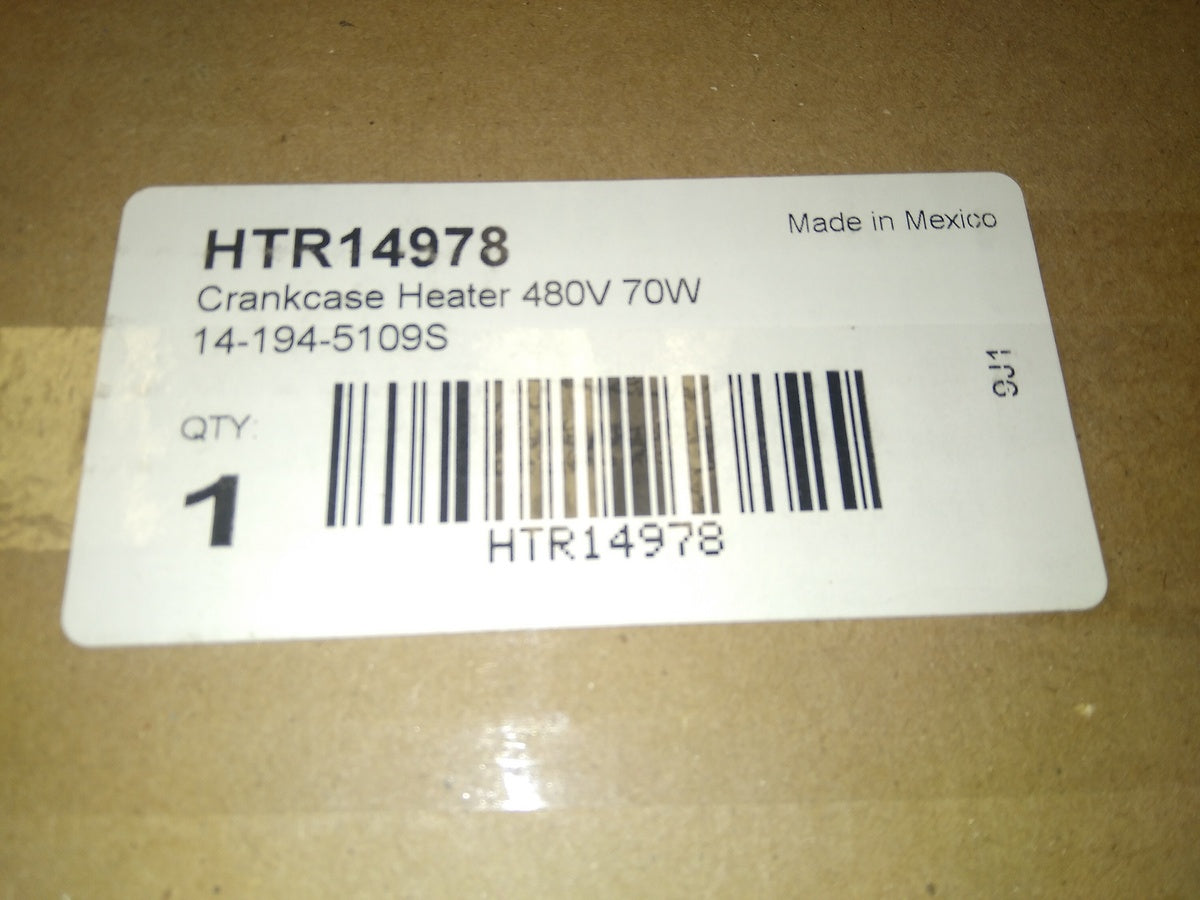 HTR14978
Made in Mexico
Crankcase Heater 480V 70W
14-194-5109S
9J1
QTY:
1
HTR14978